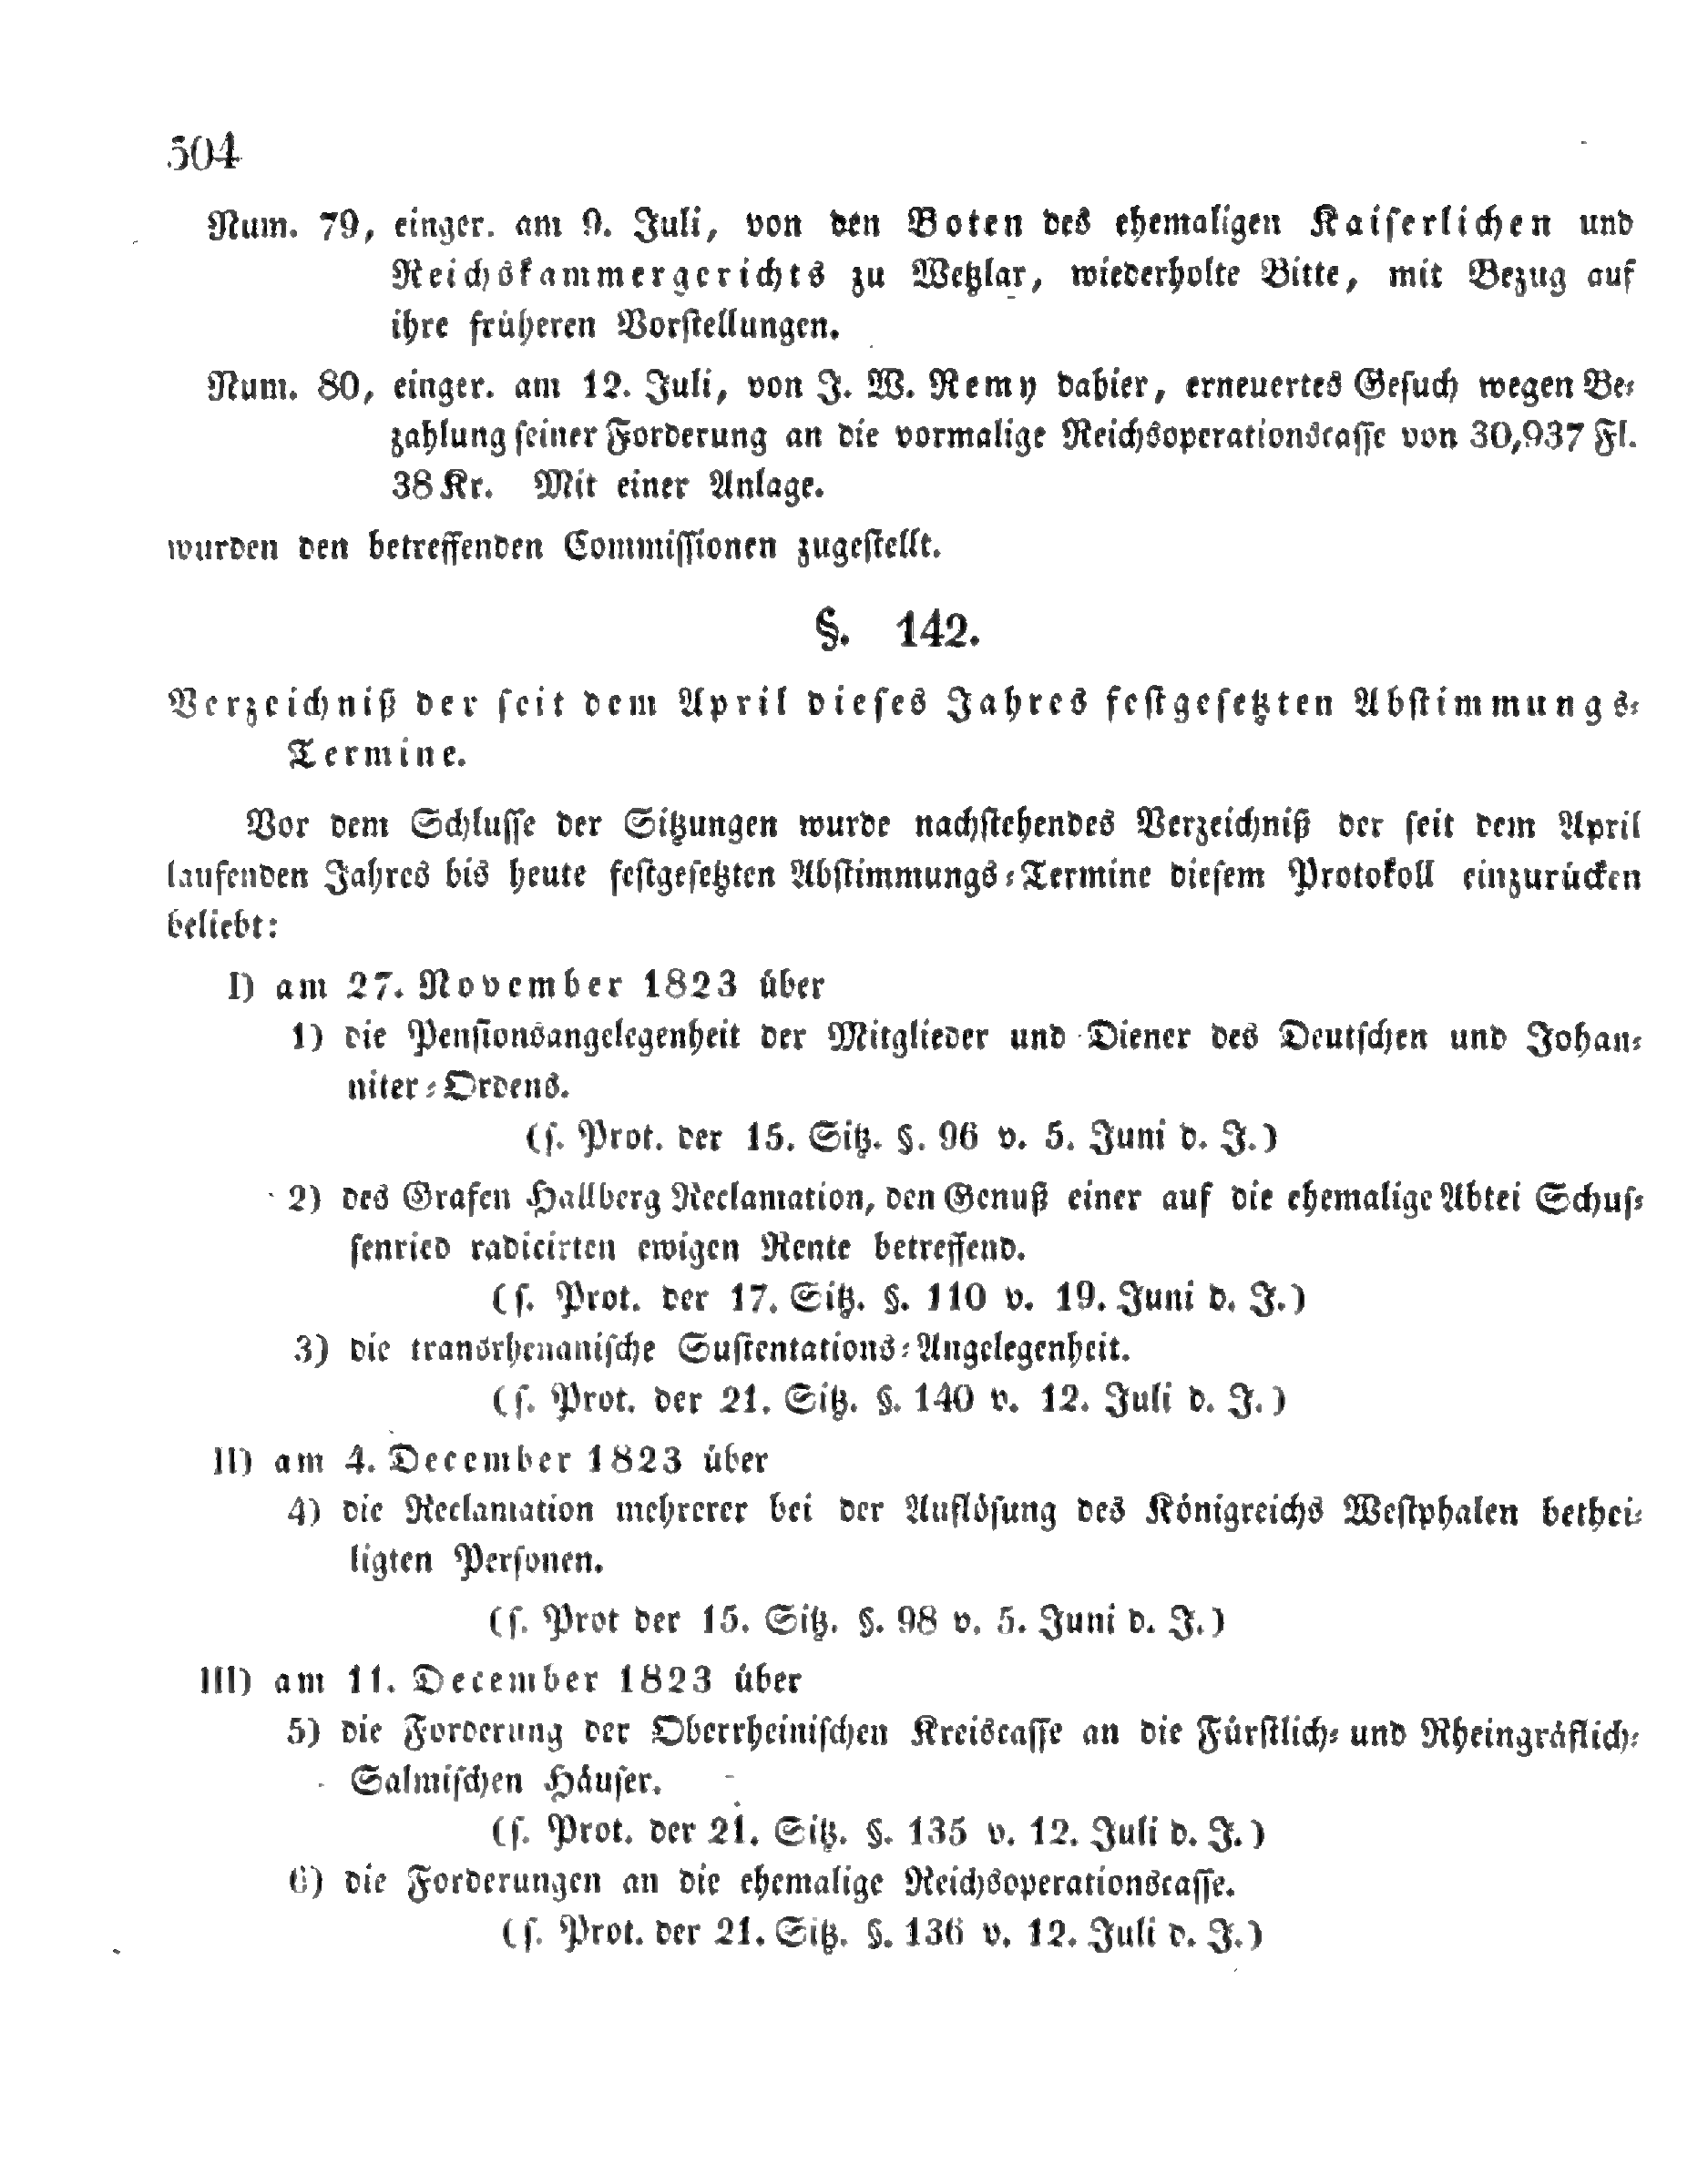 504
Num. 79, einger. am 9. Juli, von den Boten des ehemaligen Kaiserlichen und
Reichskammergerichts zu Wetzlar, wiederholte Bitte, mit Bezug auf
ihre früheren Vorstellungen.
Num. 80, einger. am 12. Juli, von J. W. Remy dahier, erneuertes Gesuch wegen Be-
zahlung seiner Forderung an die vormalige Reichsoperationscasse von 30,937 Fl.
38 Kr. Mit einer Anlage.
wurden den betreffenden Commissionen zugestellt.
§. 142.
Verzeichniß der seit dem April dieses Jahres festgesetzten Abstimmungs-
Termine.
Vor dem Schlusse der Sitzungen wurde nachstehendes Verzeichniß der seit dem April
laufenden Jahres bis heute festgesetzten Abstimmungs-Termine diesem Protokoll einzurücken
beliebt:
I) am 27. November 1823 über
1) die Pensionsangelegenheit der Mitglieder und Diener des Deutschen und Johan-
niter-Ordens.
(s. Prot. der 15. Sitz. §. 96 v. 5. Juni d. J.)
2) des Grafen Hallberg Reclamation, den Genuß einer auf die ehemalige Abtei Schus-
senried radicirten ewigen Rente betreffend.
(s. Prot. der 17. Sitz. §. 110 v. 19. Juni d. J.)
3) die transrhenanische Sustentations-Angelegenheit.
(s. Prot. der 21. Sitz. §. 140 v. 12. Juli d. J.)
II) am 4. December 1823 über
4) die Reclamation mehrerer bei der Auflösung des Königreichs Westphalen bethei-
ligten Personen.
(s. Prot der 15. Sitz. §. 98 v. 5. Juni d. J.)
III) am 11. December 1823 über
5) die Forderung der Oberrheinischen Kreiscasse an die Fürstlich- und Rheingräflich-
Salmischen Häuser.
(s. Prot. der 21. Sitz. §. 135 v. 12. Juli d. J.)
6) die Forderungen an die ehemalige Reichsoperationscasse.
(s. Prot. der 21. Sitz. §. 136 v. 12. Juli d. J.)